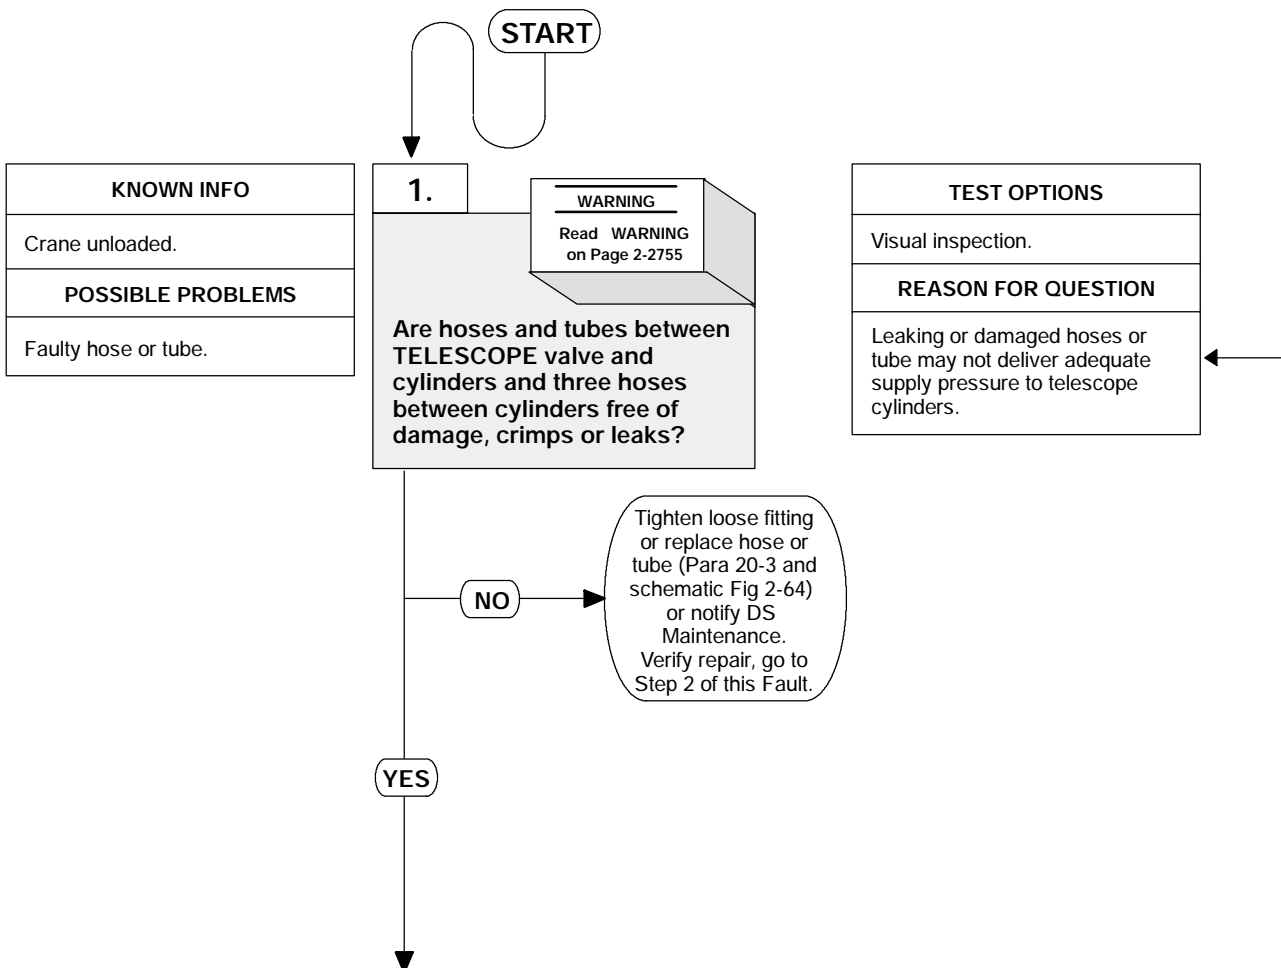 START
KNOWN INFO
Crane unloaded.
POSSIBLE PROBLEMS
Faulty hose or tube.
1.
WARNING
Read WARNING
on Page 2-2755
Are hoses and tubes between
TELESCOPE valve and
cylinders and three hoses
between cylinders free of
damage, crimps or leaks?
TEST OPTIONS
Visual inspection.
REASON FOR QUESTION
Leaking or damaged hoses or
tube may not deliver adequate
supply pressure to telescope
cylinders.
NO
Tighten loose fitting
or replace hose or
tube (Para 20-3 and
schematic Fig 2-64)
or notify DS
Maintenance.
Verify repair, go to
Step 2 of this Fault.
YES